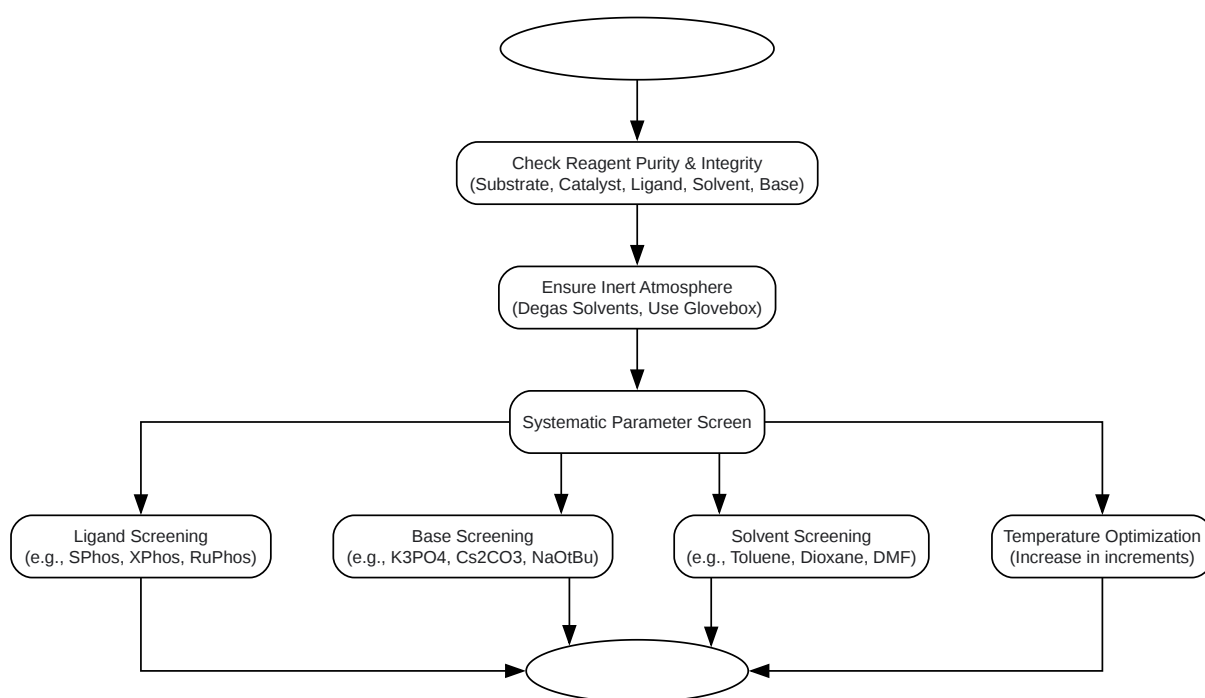 Check Reagent Purity & Integrity
(Substrate, Catalyst, Ligand, Solvent, Base)
Ensure Inert Atmosphere
(Degas Solvents, Use Glovebox)
Systematic Parameter Screen
Ligand Screening
(e.g., SPhos, XPhos, RuPhos)
Base Screening
(e.g., K3PO4, Cs2CO3, NaOtBu)
Solvent Screening
(e.g., Toluene, Dioxane, DMF)
Temperature Optimization
(Increase in increments)